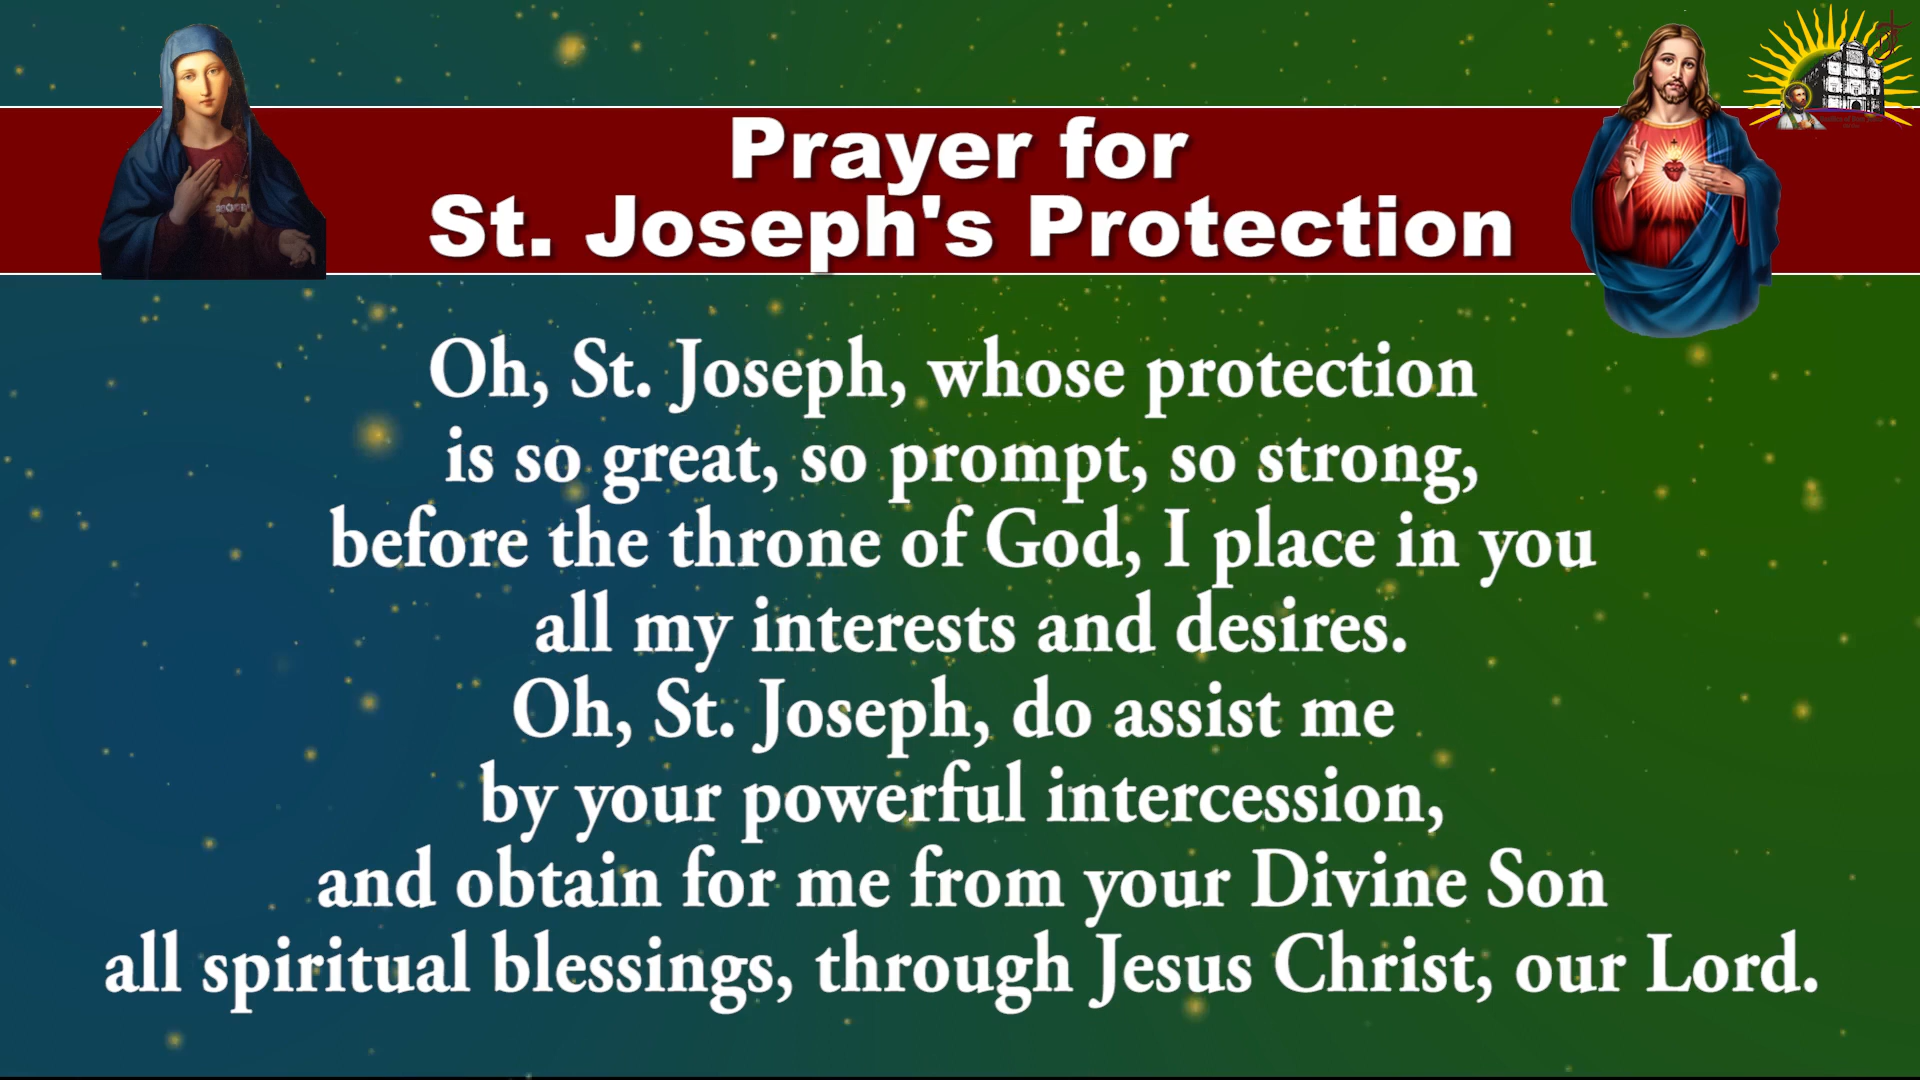 Prayer for
St. Joseph's Protection
Oh, St. Joseph, whose protection
is so great, so prompt, so strong,
before the throne of God, I place in you
all my interests and desires.
Oh, St. Joseph, do assist me
by your powerful intercession,
and obtain for me from your Divine Son
all spiritual blessings, through Jesus Christ, our Lord.